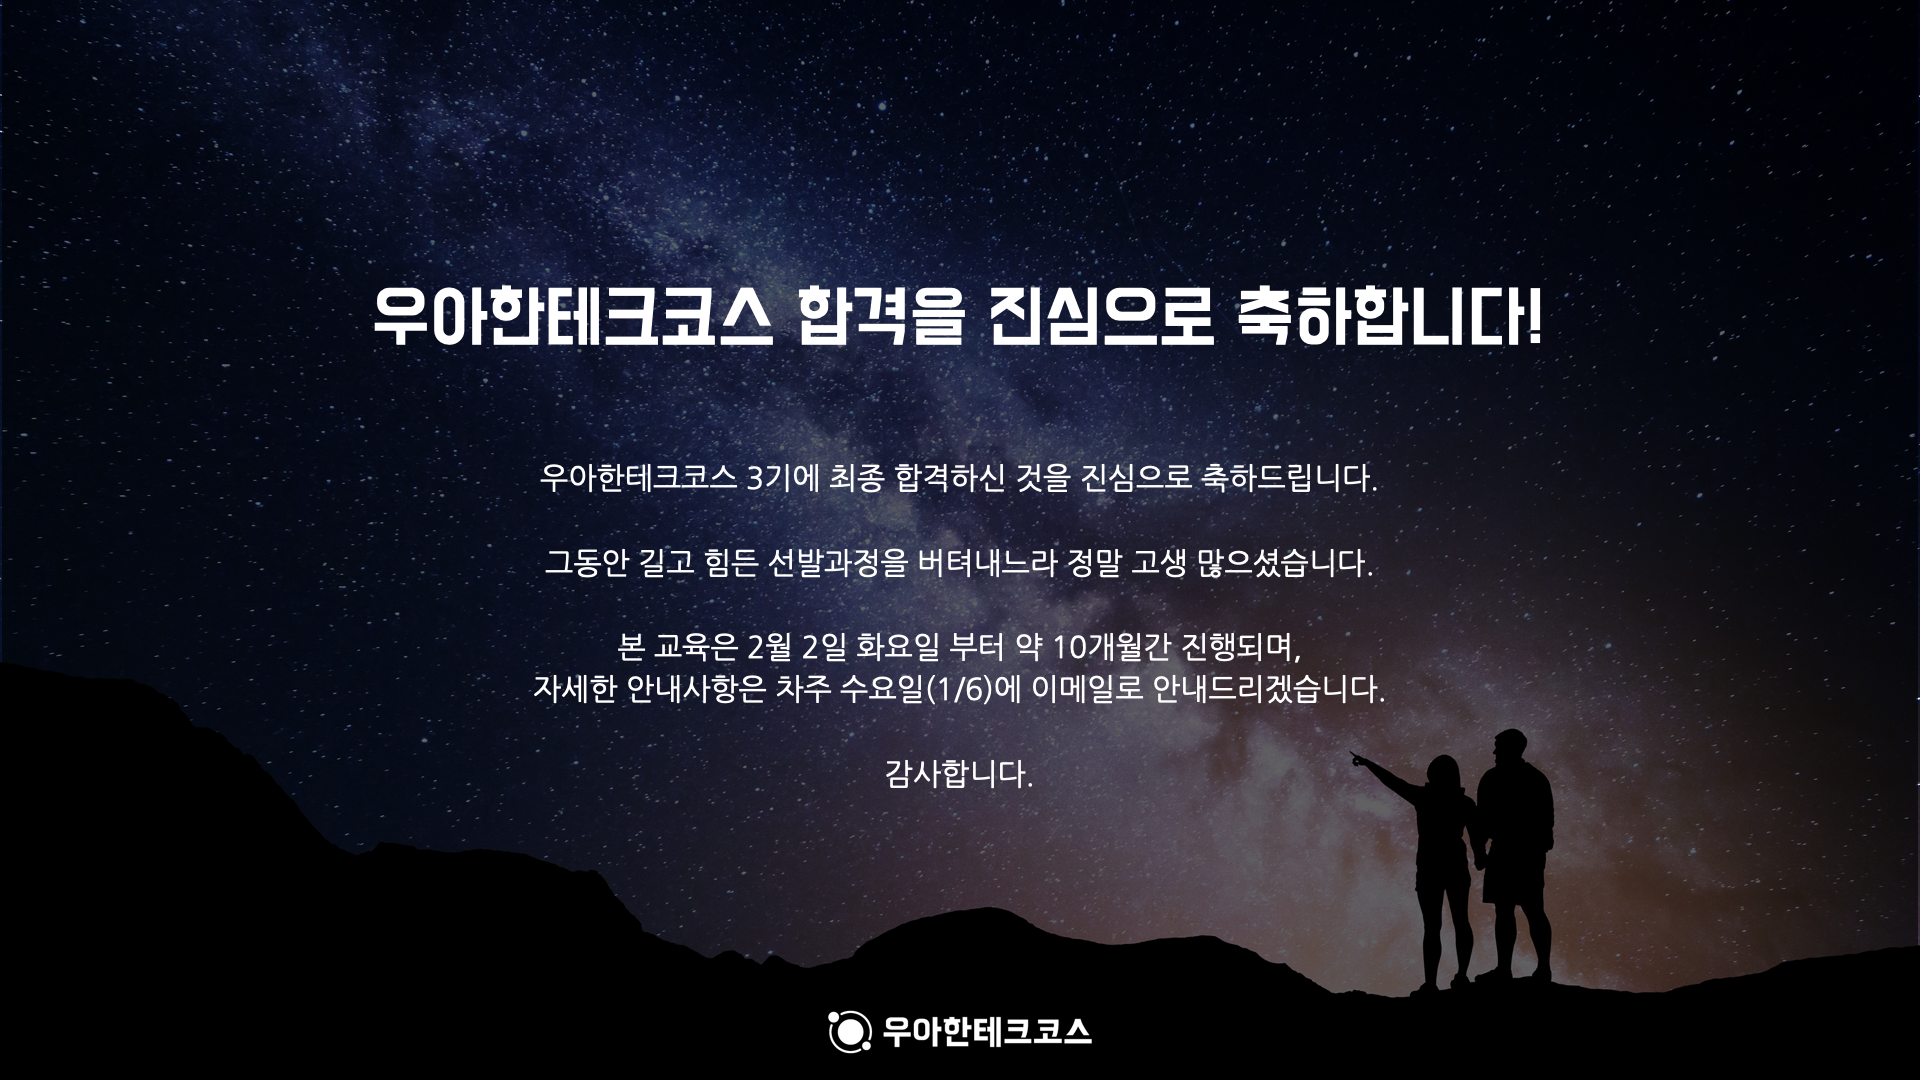 우아한테크코스 합격을 진심으로 축하합니다!
우아한테크코스 3기에 최종 합격하신 것을 진심으로 축하드립니다.
그동안 길고 힘든 선발과정을 버텨내느라 정말 고생 많으셨습니다.
본 교육은 2월 2일 화요일 부터 약 10개월간 진행되며,
자세한 안내사항은 차주 수요일(1/6)에 이메일로 안내드리겠습니다.
감사합니다.
우아한테크코스